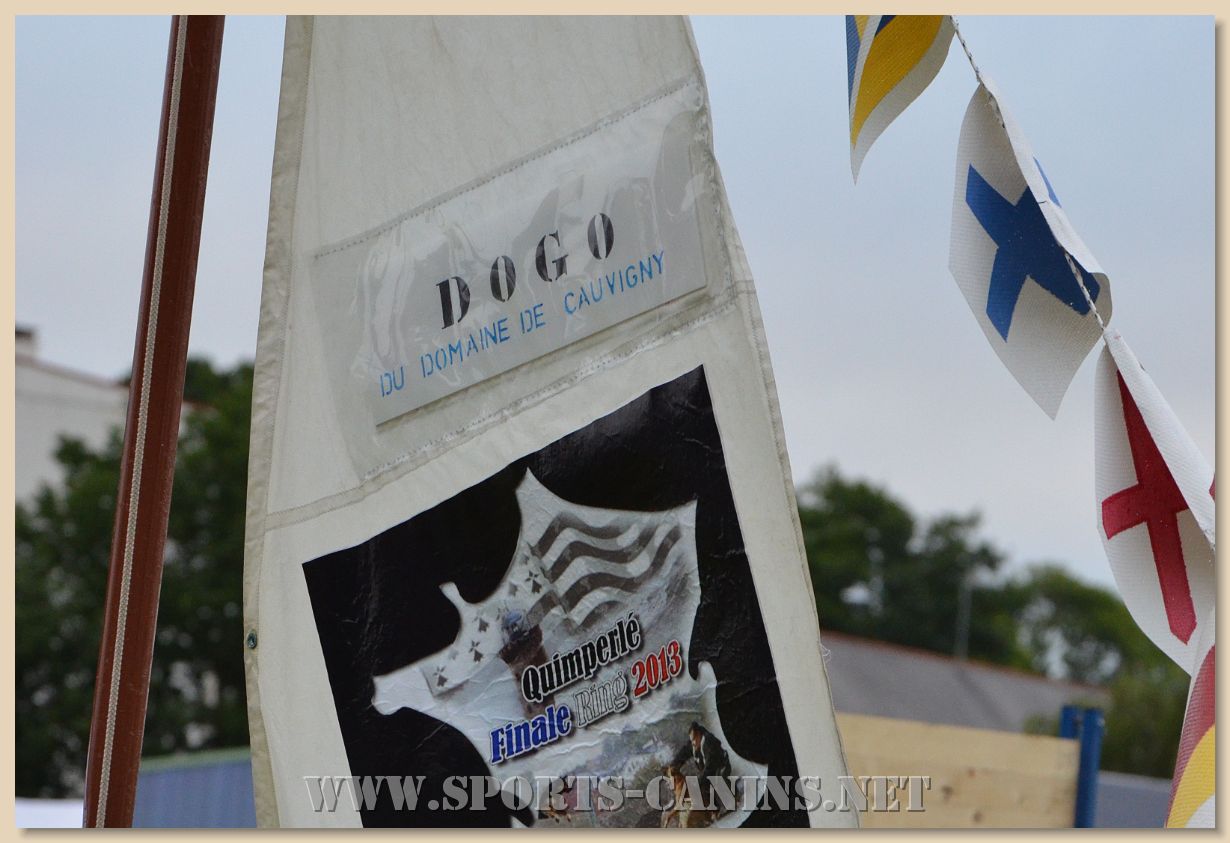 DOGO
DU DOMAINE DE CAUVIGNY
Quimperlé
Finale Ring 2013
WWW.SPORTS-CANINS.NET